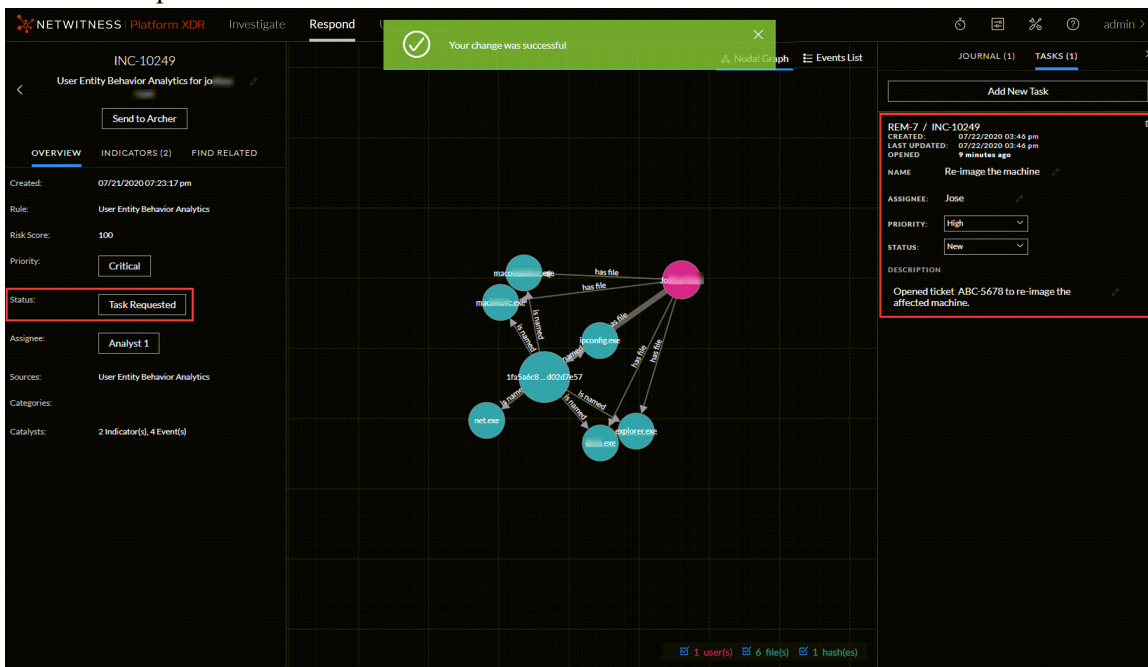 NETWITNESS Platform XDR
Investigate
Respond
admin
Your change was successful
INC-10249
User Entity Behavior Analytics for
Send to Archer
OVERVIEW
INDICATORS (2)
FIND RELATED
Created: 07/21/2020 07:23:17 pm
Rule: User Entity Behavior Analytics
Risk Score: 100
Priority: Critical
Status: Task Requested
Assignee: Analyst 1
Sources: User Entity Behavior Analytics
Categories:
Catalysts: 2 Indicator(s), 4 Event(s)
Nodal Graph
Events List
has file
has file
is named
is named
as file
ipconfig.exe
named
has file
has file
1fa5a6c8 ... d02d7e57
is name
is named
is named
net.exe
explorer.exe
.exe
1 user(s) 6 file(s) 1 hash(es)
JOURNAL (1)
TASKS (1)
Add New Task
REM-7 / INC-10249
CREATED: 07/22/2020 03:46 pm
LAST UPDATED: 07/22/2020 03:46 pm
OPENED 9 minutes ago
NAME Re-image the machine
ASSIGNEE: Jose
PRIORITY: High
STATUS: New
DESCRIPTION
Opened ticket ABC-5678 to re-image the
affected machine.